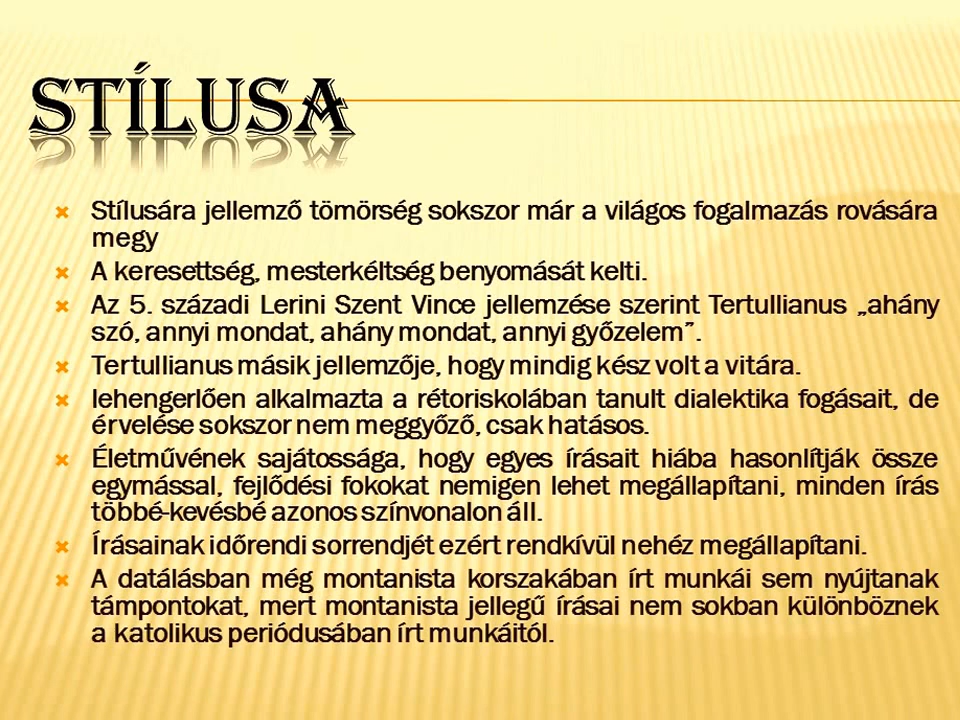 STÍLUSA
Stílusára jellemző tömörség sokszor már a világos fogalmazás rovására
megy
A keresettség, mesterkéltség benyomását kelti.
Az 5. századi Lerini Szent Vince jellemzése szerint Tertullianus „ahány
szó, annyi mondat, ahány mondat, annyi győzelem”.
Tertullianus másik jellemzője, hogy mindig kész volt a vitára.
lehengerlően alkalmazta a rétoriskolában tanult dialektika fogásait, de
érvelése sokszor nem meggyőző, csak hatásos.
Életművének sajátossága, hogy egyes írásait hiába hasonlítják össze
egymással, fejlődési fokokat nemigen lehet megállapítani, minden írás
többé-kevésbé azonos színvonalon áll.
Írásainak időrendi sorrendjét ezért rendkívül nehéz megállapítani.
A datálásban még montanista korszakában írt munkái sem nyújtanak
támpontokat, mert montanista jellegű írásai nem sokban különböznek
a katolikus periódusában írt munkáitól.